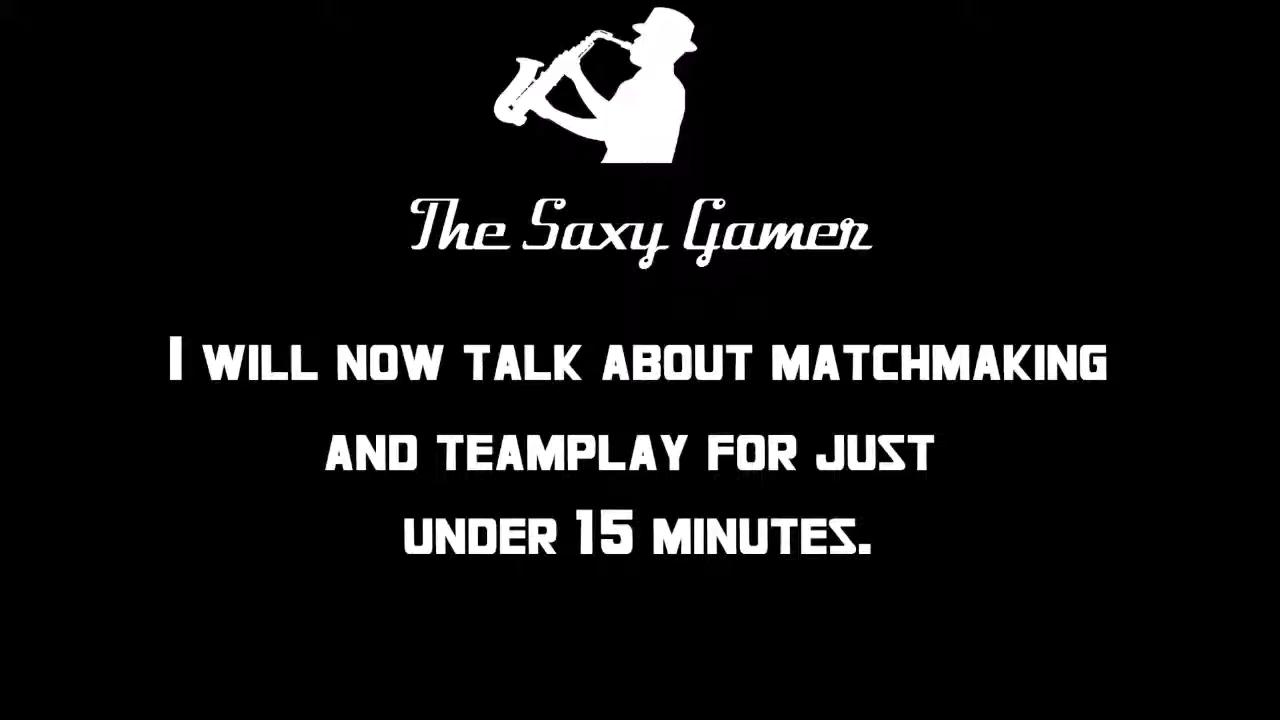 The Saxy Gamer
I will now talk about matchmaking
and teamplay for just
under 15 minutes.